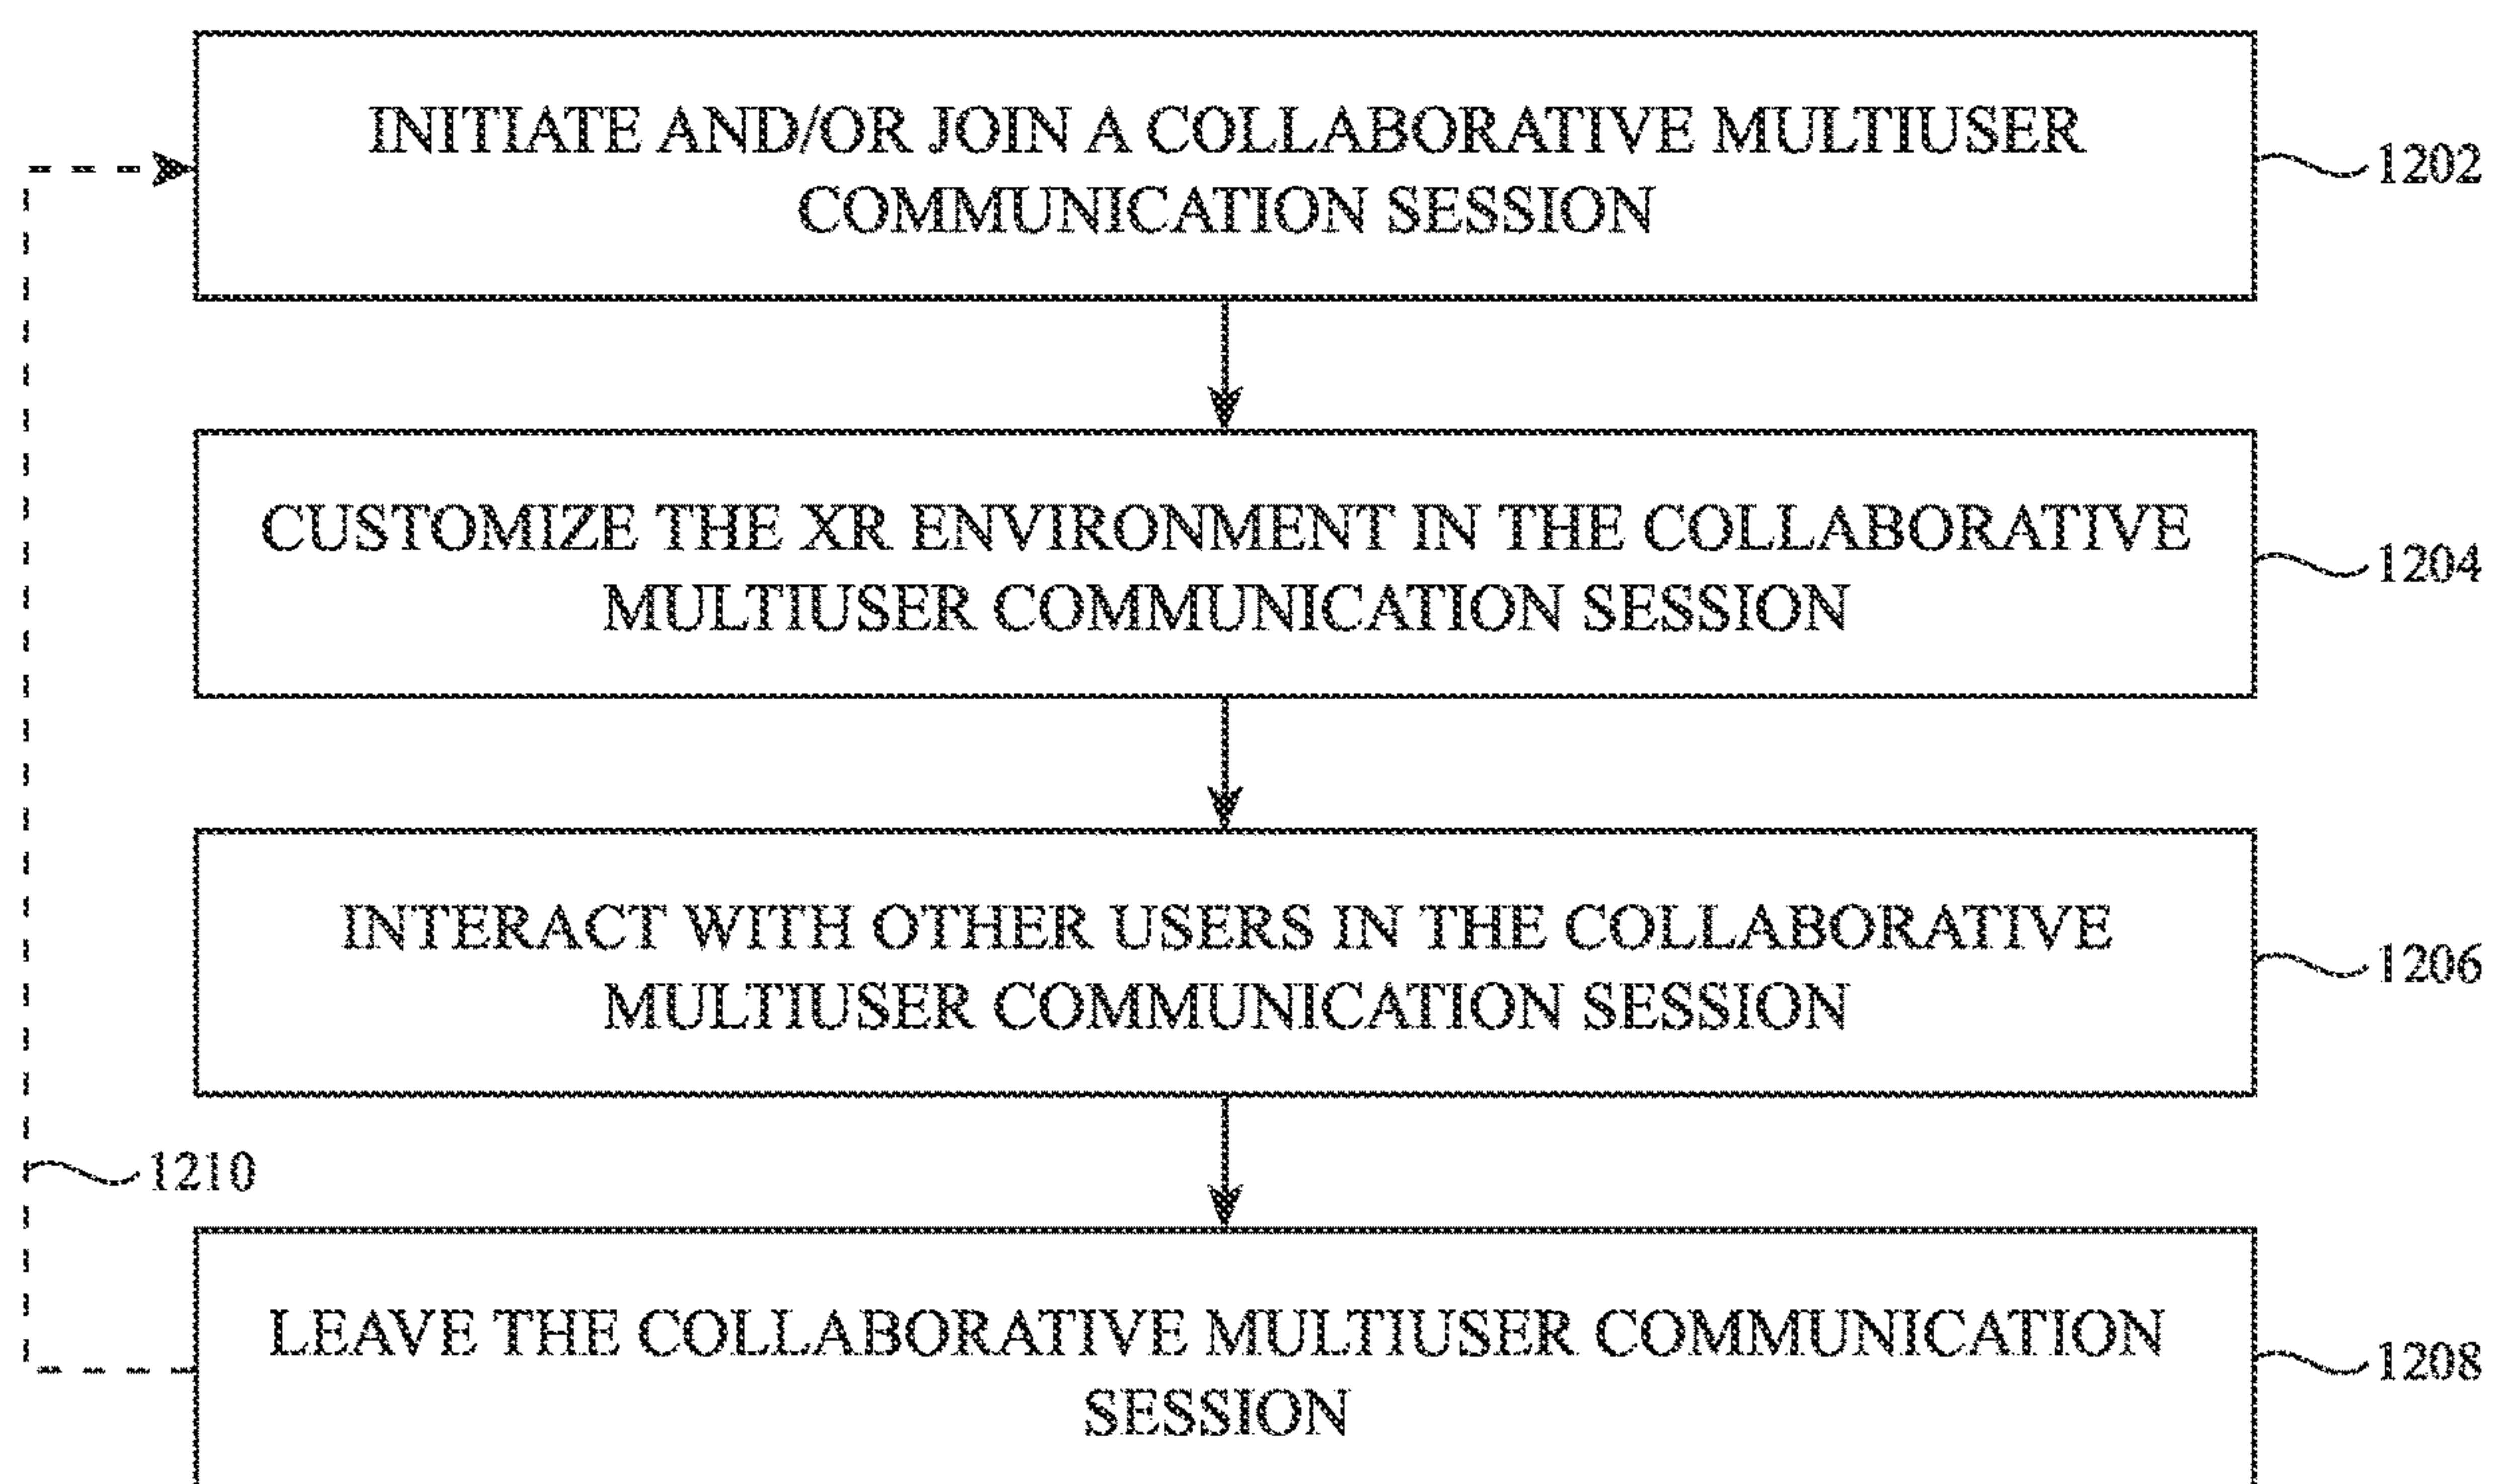 INITIATE AND/OR JOIN A COLLABORATIVE MULTIUSER
COMMUNICATION SESSION
1202
CUSTOMIZE THE XR ENVIRONMENT IN THE COLLABORATIVE
MULTIUSER COMMUNICATION SESSION
1204
INTERACT WITH OTHER USERS IN THE COLLABORATIVE
MULTIUSER COMMUNICATION SESSION
1206
1210
LEAVE THE COLLABORATIVE MULTIUSER COMMUNICATION
SESSION
1208